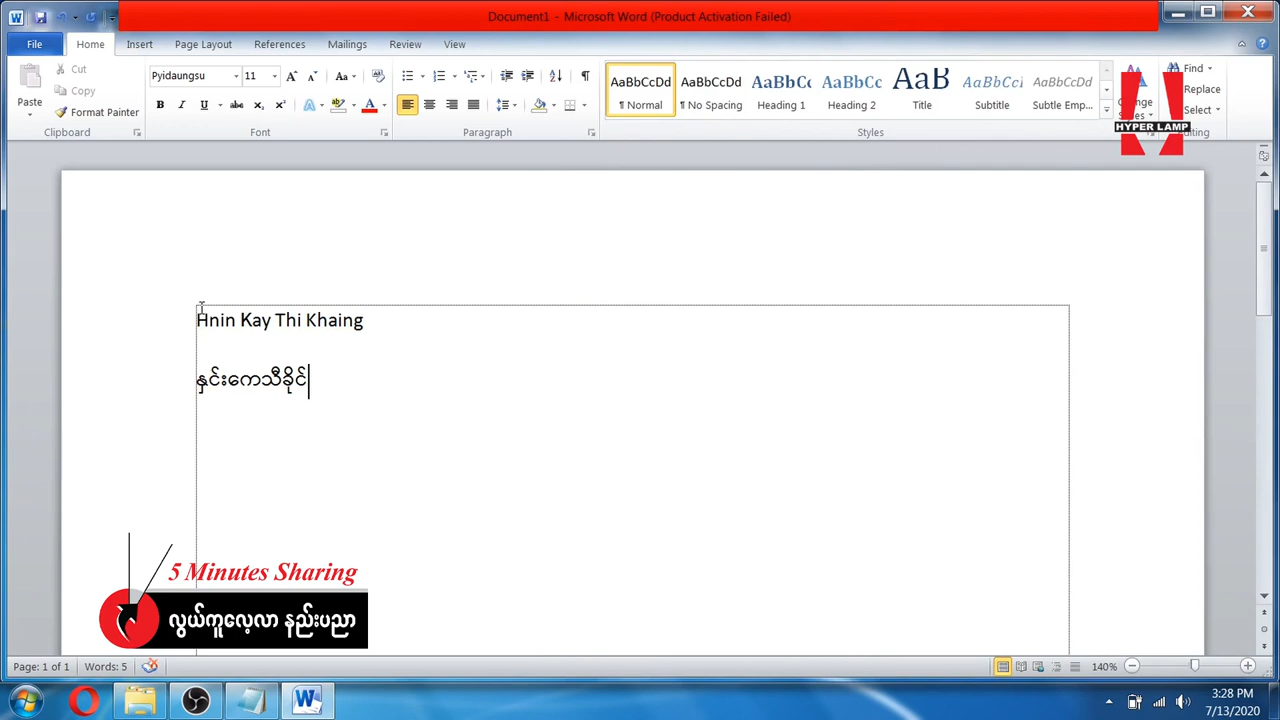 Document1 - Microsoft Word (Product Activation Failed)
File Home Insert Page Layout References Mailings Review View
Paste
Cut
Copy
Format Painter
Clipboard
Pyidaungsu 11
Font
Paragraph
AaBbCcDd AaBbCcDd AaBbCc AaBbCc AaB AaBbCci AaBbCcDd
¶ Normal ¶ No Spacing Heading 1 Heading 2 Title Subtitle Subtle Emp...
Change
Styles
Find
Replace
Select
HYPER LAMP
Hnin Kay Thi Khaing
နှင်းကေသီခိုင်
5 Minutes Sharing
လွယ်ကူလေ့လာ နည်းပညာ
Page: 1 of 1 Words: 5 140%
3:28 PM
7/13/2020